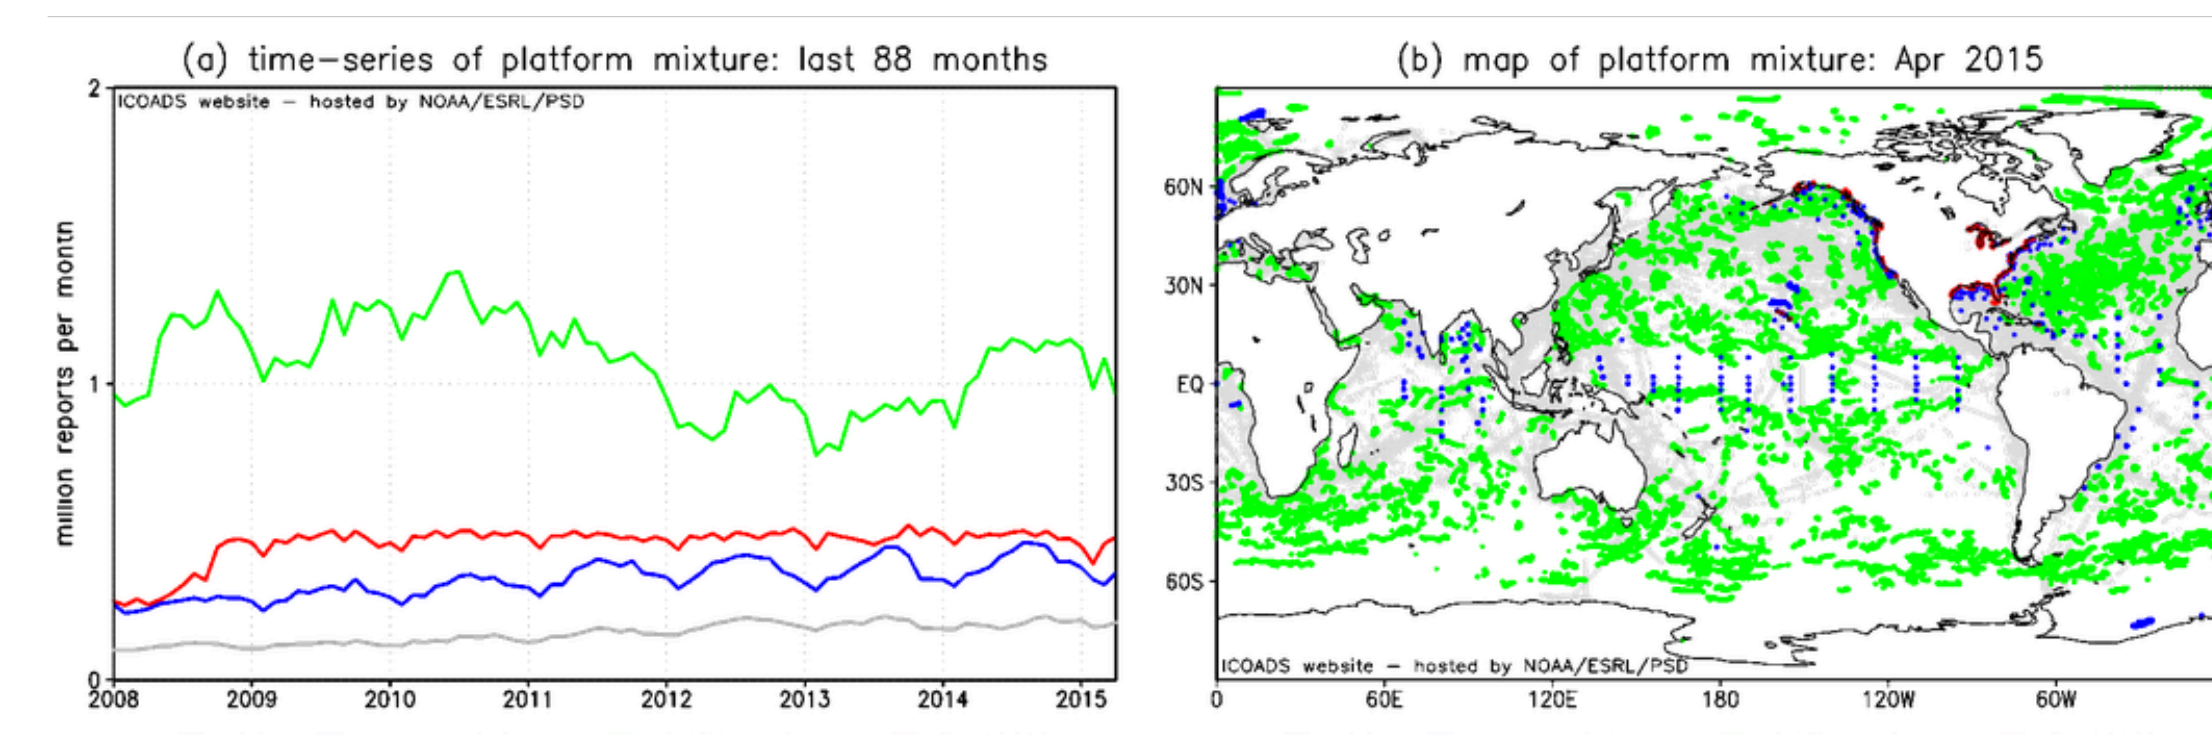 (a) time-series of platform mixture: last 88 months
ICOADS website - hosted by NOAA/ESRL/PSD
million reports per month
2
1
0
2008 2009 2010 2011 2012 2013 2014 2015
(b) map of platform mixture: Apr 2015
60N
30N
EQ
30S
60S
ICOADS website - hosted by NOAA/ESRL/PSD
0 60E 120E 180 120W 60W